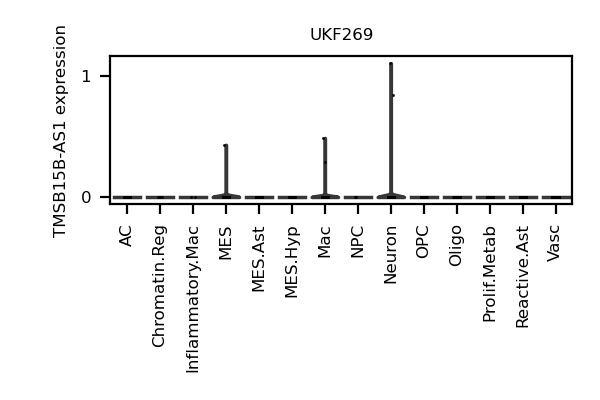 UKF269
TMSB15B-AS1 expression
1
0
AC
Chromatin.Reg
Inflammatory.Mac
MES
MES.Ast
MES.Hyp
Mac
NPC
Neuron
OPC
Oligo
Prolif.Metab
Reactive.Ast
Vasc